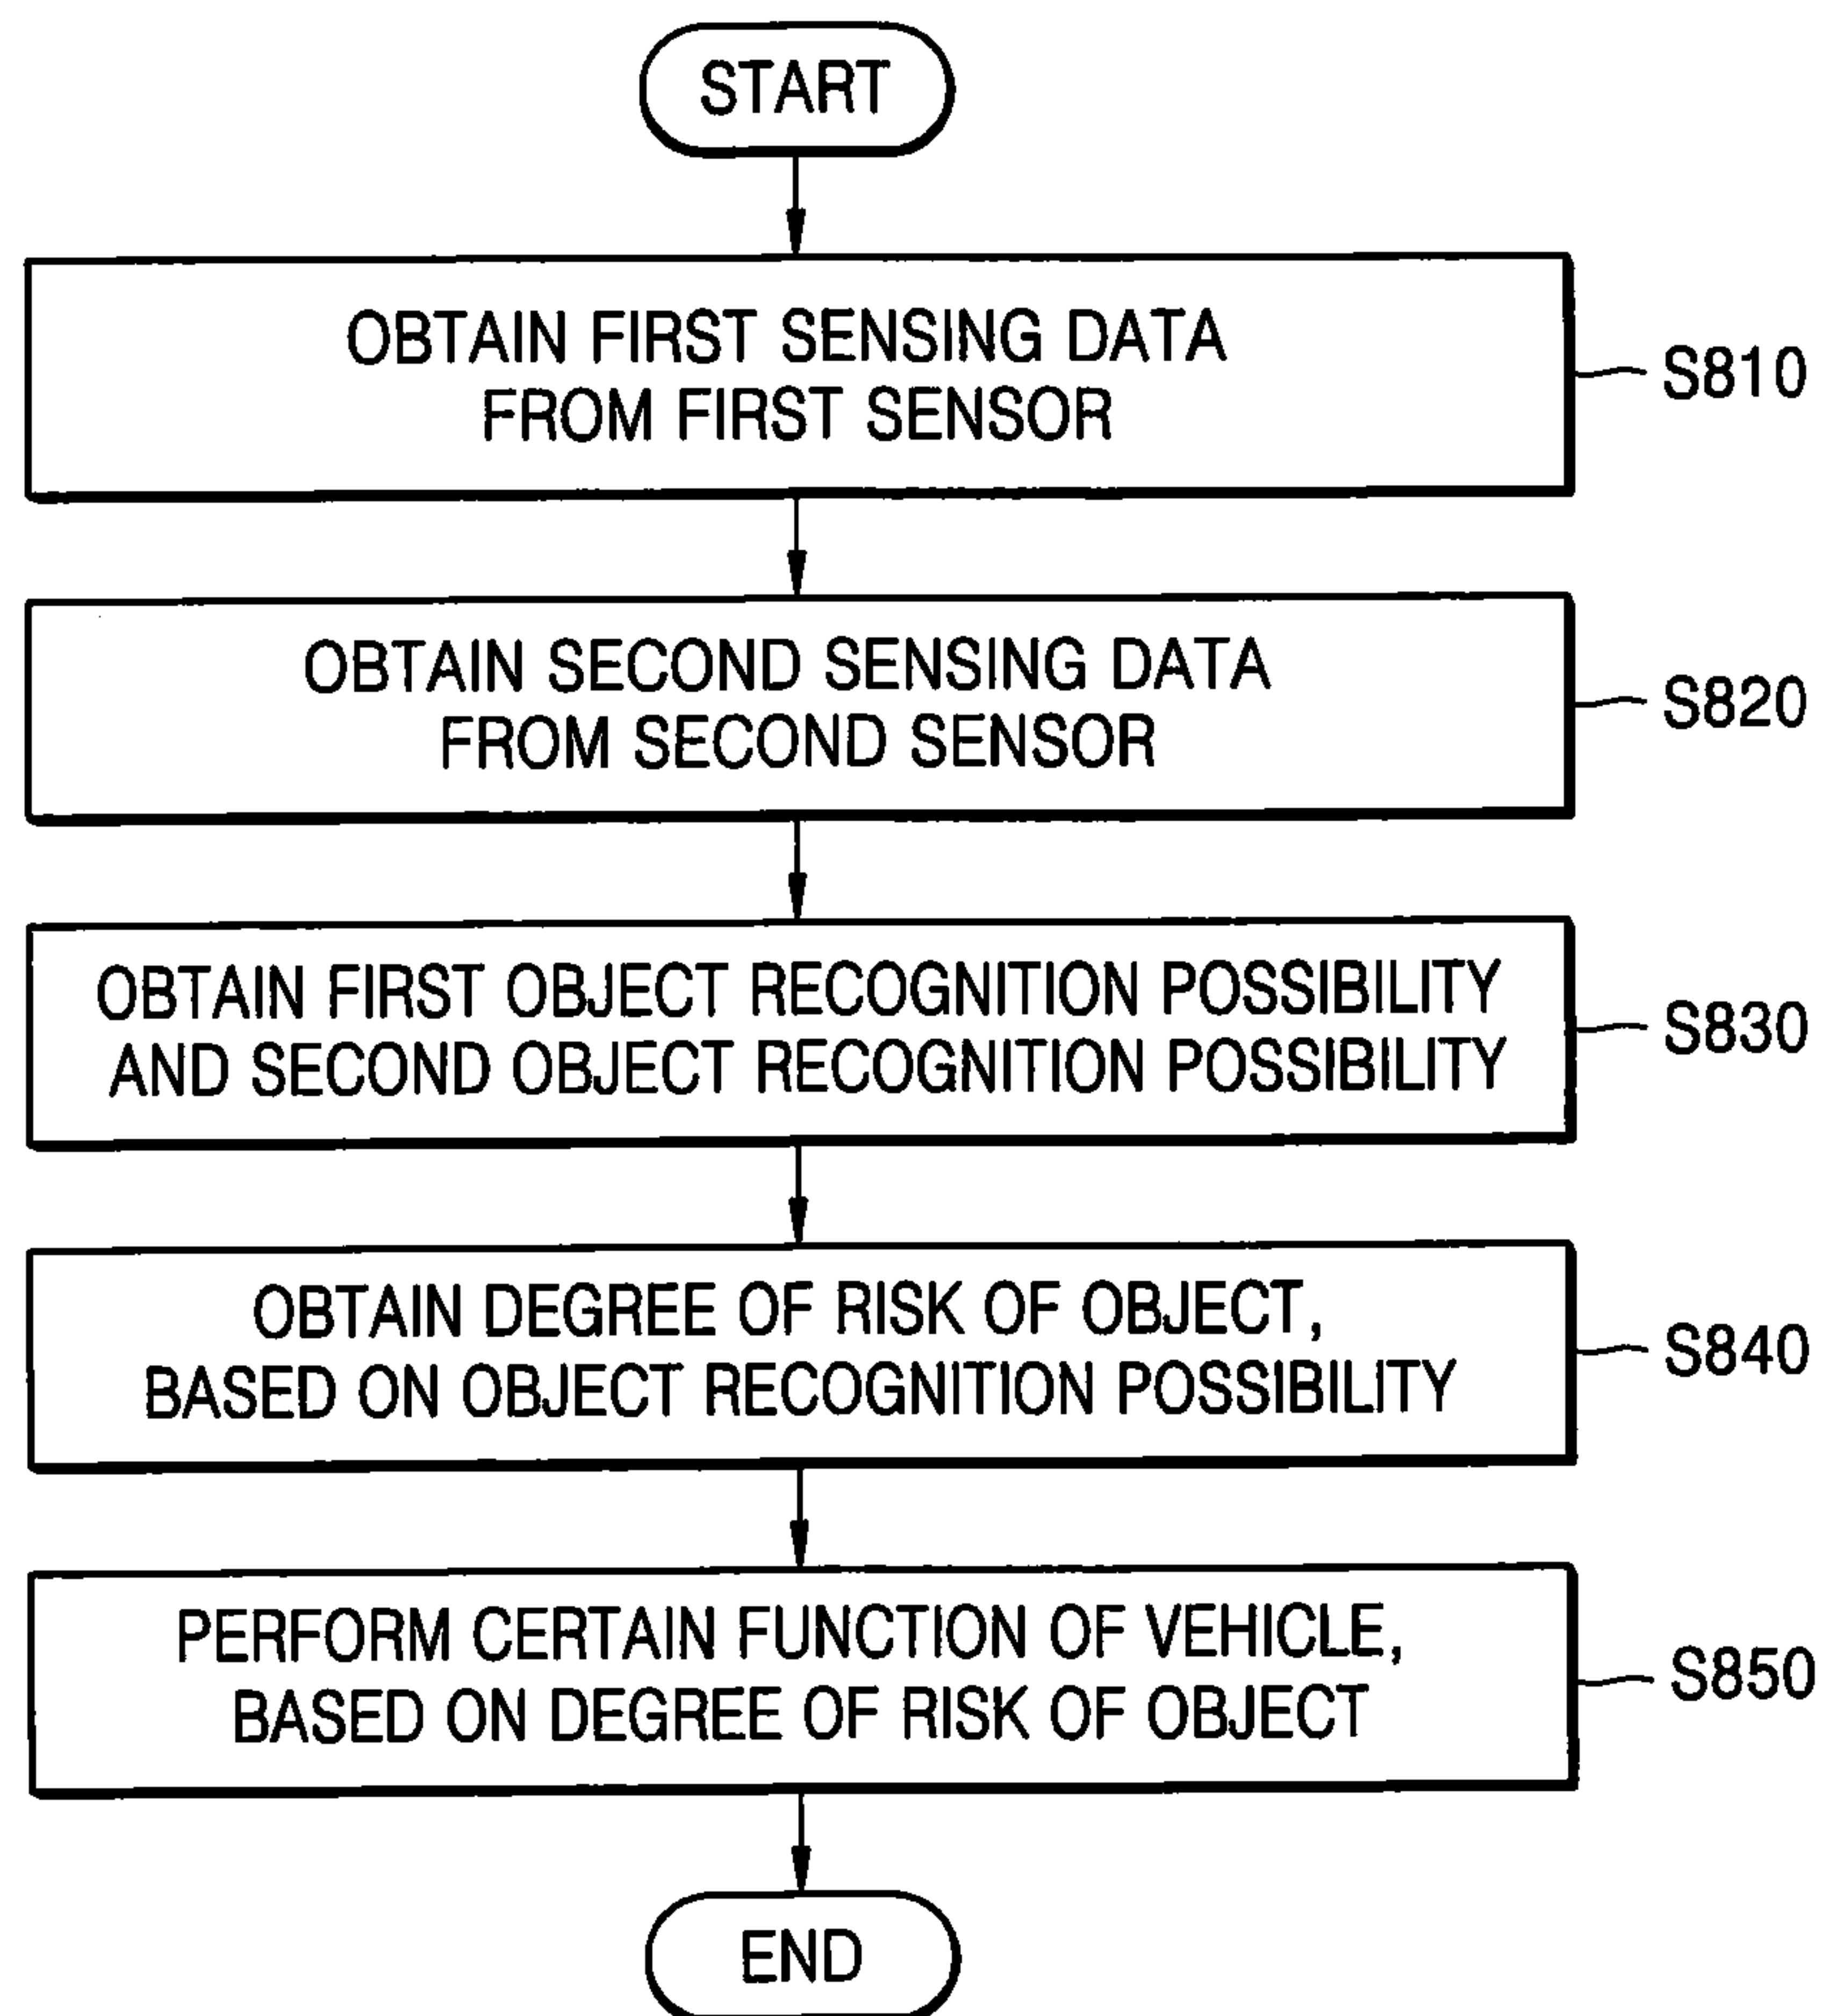 START
OBTAIN FIRST SENSING DATA
FROM FIRST SENSOR
S810
OBTAIN SECOND SENSING DATA
FROM SECOND SENSOR
S820
OBTAIN FIRST OBJECT RECOGNITION POSSIBILITY
AND SECOND OBJECT RECOGNITION POSSIBILITY
S830
OBTAIN DEGREE OF RISK OF OBJECT,
BASED ON OBJECT RECOGNITION POSSIBILITY
S840
PERFORM CERTAIN FUNCTION OF VEHICLE,
BASED ON DEGREE OF RISK OF OBJECT
S850
END